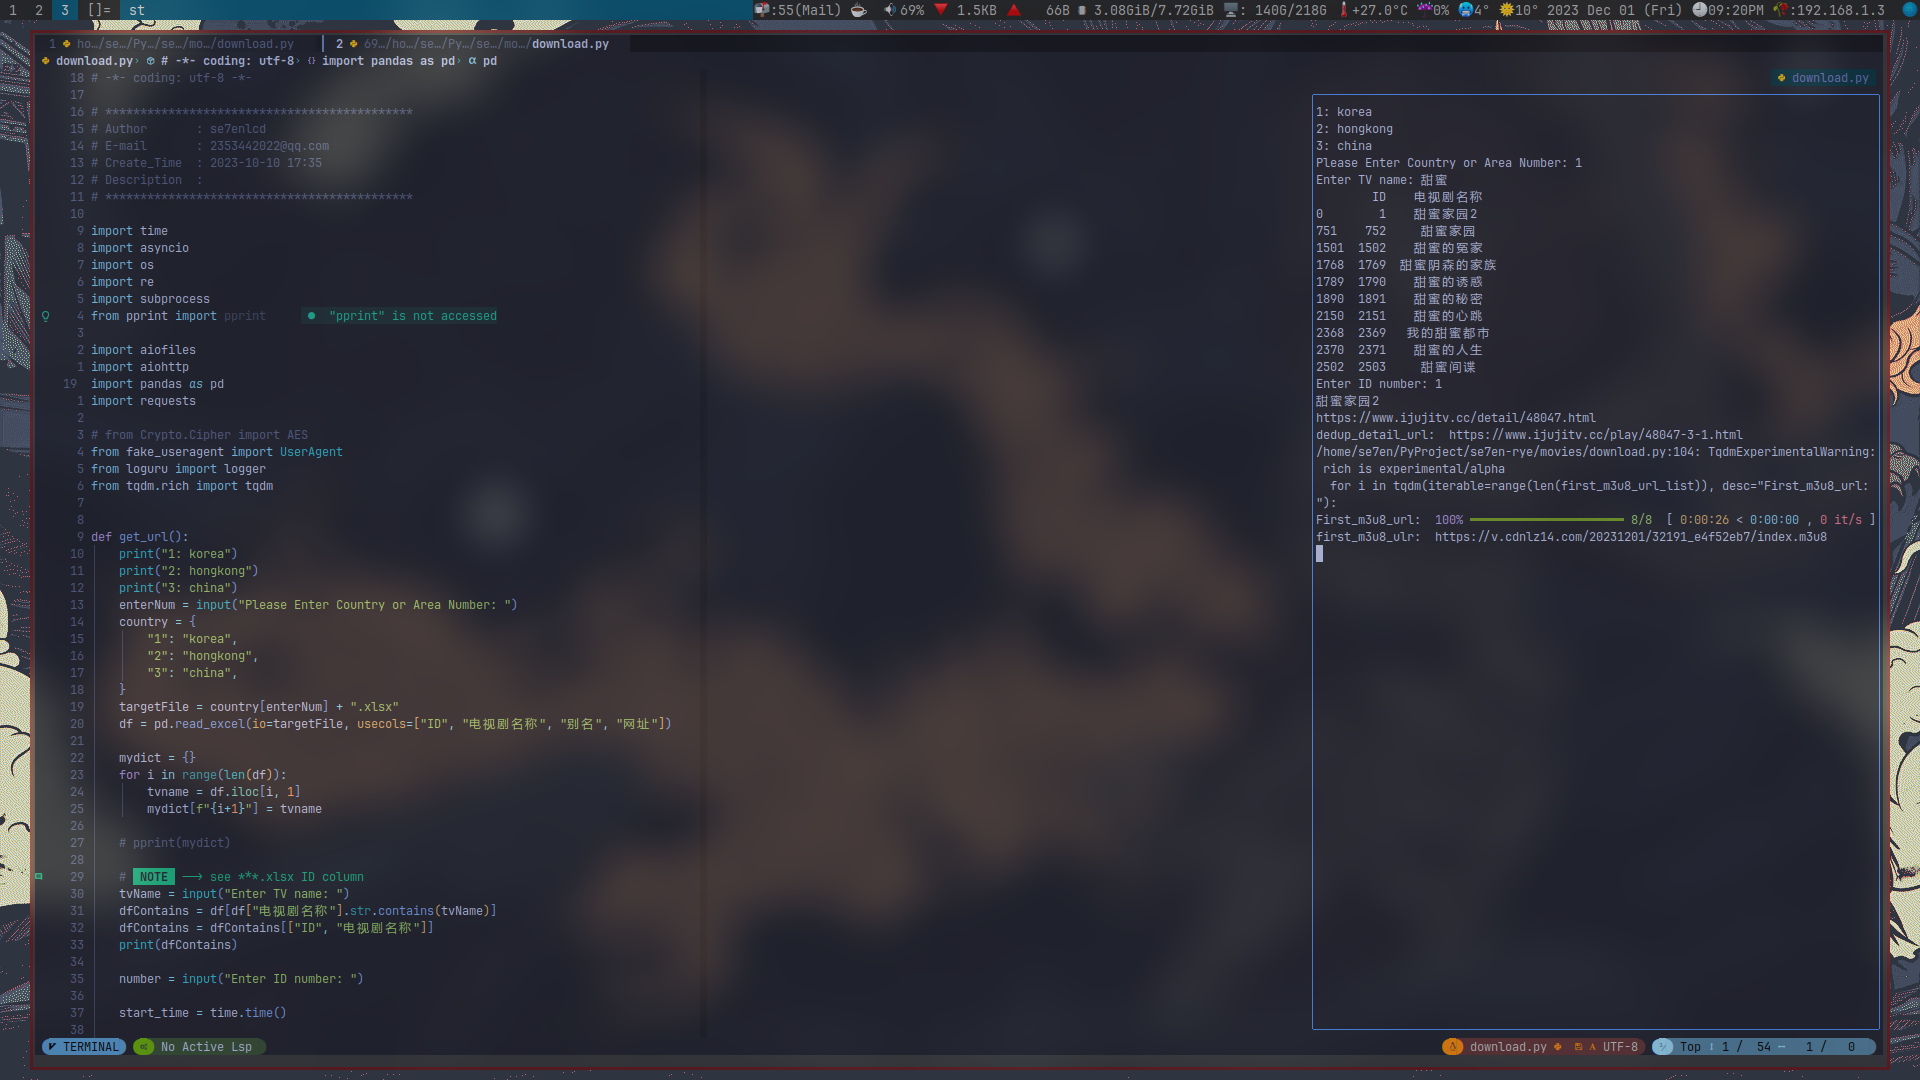 1 2 3 []= st :55(Mail) 69% 1.5KB 66B 3.08GiB/7.72GiB : 140G/218G +27.0°C 0% 4° 10° 2023 Dec 01 (Fri) 09:20PM :192.168.1.3
1 ho…/se…/Py…/se…/mo…/download.py 2 69…/ho…/se…/Py…/se…/mo…/download.py
download.py› # -*- coding: utf-8› import pandas as pd› α pd
18 # -*- coding: utf-8 -*-
17
16 # ********************************************
15 # Author : se7enlcd
14 # E-mail : 2353442022@qq.com
13 # Create_Time : 2023-10-10 17:35
12 # Description :
11 # ********************************************
10
9 import time
8 import asyncio
7 import os
6 import re
5 import subprocess
4 from pprint import pprint ● "pprint" is not accessed
3
2 import aiofiles
1 import aiohttp
19 import pandas as pd
1 import requests
2
3 # from Crypto.Cipher import AES
4 from fake_useragent import UserAgent
5 from loguru import logger
6 from tqdm.rich import tqdm
7
8
9 def get_url():
10 print("1: korea")
11 print("2: hongkong")
12 print("3: china")
13 enterNum = input("Please Enter Country or Area Number: ")
14 country = {
15 "1": "korea",
16 "2": "hongkong",
17 "3": "china",
18 }
19 targetFile = country[enterNum] + ".xlsx"
20 df = pd.read_excel(io=targetFile, usecols=["ID", "电视剧名称", "别名", "网址"])
21
22 mydict = {}
23 for i in range(len(df)):
24 tvname = df.iloc[i, 1]
25 mydict[f"{i+1}"] = tvname
26
27 # pprint(mydict)
28
29 # NOTE ——> see ***.xlsx ID column
30 tvName = input("Enter TV name: ")
31 dfContains = df[df["电视剧名称"].str.contains(tvName)]
32 dfContains = dfContains[["ID", "电视剧名称"]]
33 print(dfContains)
34
35 number = input("Enter ID number: ")
36
37 start_time = time.time()
38
download.py
1: korea
2: hongkong
3: china
Please Enter Country or Area Number: 1
Enter TV name: 甜蜜
ID 电视剧名称
0 1 甜蜜家园2
751 752 甜蜜家园
1501 1502 甜蜜的冤家
1768 1769 甜蜜阴森的家族
1789 1790 甜蜜的诱惑
1890 1891 甜蜜的秘密
2150 2151 甜蜜的心跳
2368 2369 我的甜蜜都市
2370 2371 甜蜜的人生
2502 2503 甜蜜间谍
Enter ID number: 1
甜蜜家园2
https://www.ijujitv.cc/detail/48047.html
dedup_detail_url: https://www.ijujitv.cc/play/48047-3-1.html
/home/se7en/PyProject/se7en-rye/movies/download.py:104: TqdmExperimentalWarning:
rich is experimental/alpha
for i in tqdm(iterable=range(len(first_m3u8_url_list)), desc="First_m3u8_url:
"):
First_m3u8_url: 100% 8/8 [ 0:00:26 < 0:00:00 , 0 it/s ]
first_m3u8_ulr: https://v.cdnlz14.com/20231201/32191_e4f52eb7/index.m3u8
TERMINAL No Active Lsp download.py UTF-8 Top 1 / 54 1 / 0